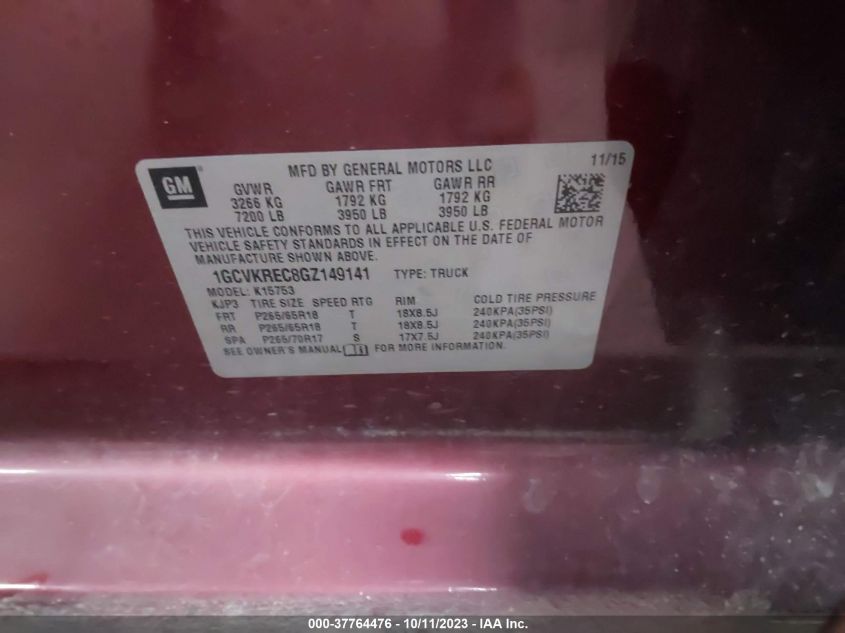 GM
MFD BY GENERAL MOTORS LLC
11/15
GVWR GAWR FRT GAWR RR
3266 KG 1792 KG 1792 KG
7200 LB 3950 LB 3950 LB
THIS VEHICLE CONFORMS TO ALL APPLICABLE U.S. FEDERAL MOTOR
VEHICLE SAFETY STANDARDS IN EFFECT ON THE DATE OF
MANUFACTURE SHOWN ABOVE.
1GCVKREC8GZ149141 TYPE: TRUCK
MODEL: K15753
KJP3 TIRE SIZE SPEED RTG RIM COLD TIRE PRESSURE
FRT P265/65R18 T 18X8.5J 240KPA(35PSI)
RR P265/65R18 T 18X8.5J 240KPA(35PSI)
SPA P265/70R17 S 17X7.5J 240KPA(35PSI)
SEE OWNER'S MANUAL FOR MORE INFORMATION.
000-37764476 - 10/11/2023 - IAA Inc.